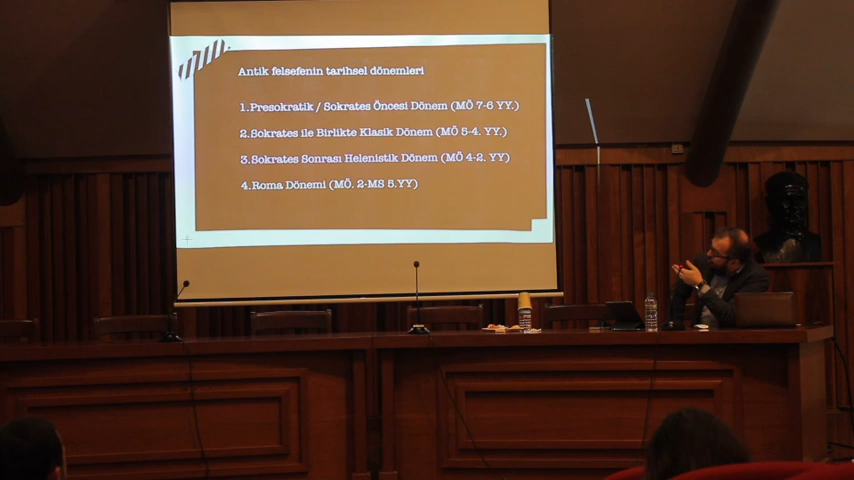 Antik felsefenin tarihsel dönemleri
1.Presokratik / Sokrates Öncesi Dönem (MÖ 7-6 YY.)
2.Sokrates ile Birlikte Klasik Dönem (MÖ 5-4. YY.)
3.Sokrates Sonrası Helenistik Dönem (MÖ 4-2. YY)
4.Roma Dönemi (MÖ. 2-MS 5.YY)